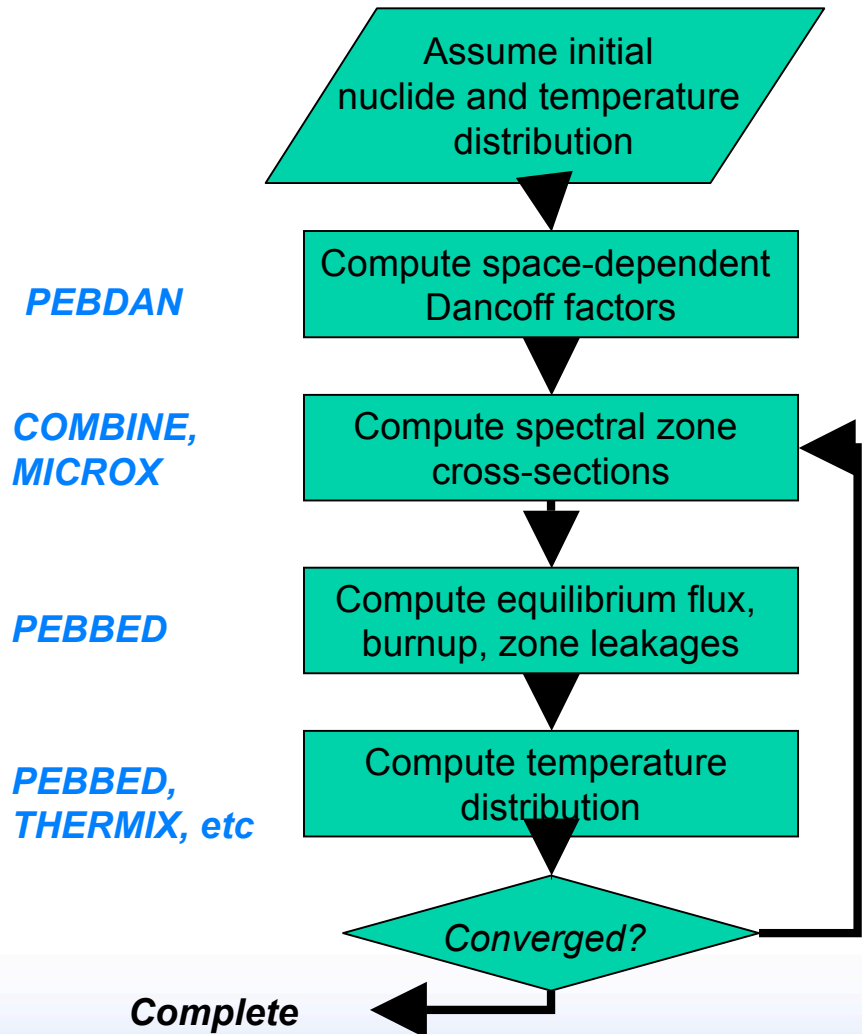 Assume initial
nuclide and temperature
distribution
PEBDAN
Compute space-dependent
Dancoff factors
COMBINE,
MICROX
Compute spectral zone
cross-sections
PEBBED
Compute equilibrium flux,
burnup, zone leakages
PEBBED,
THERMIX, etc
Compute temperature
distribution
Converged?
Complete